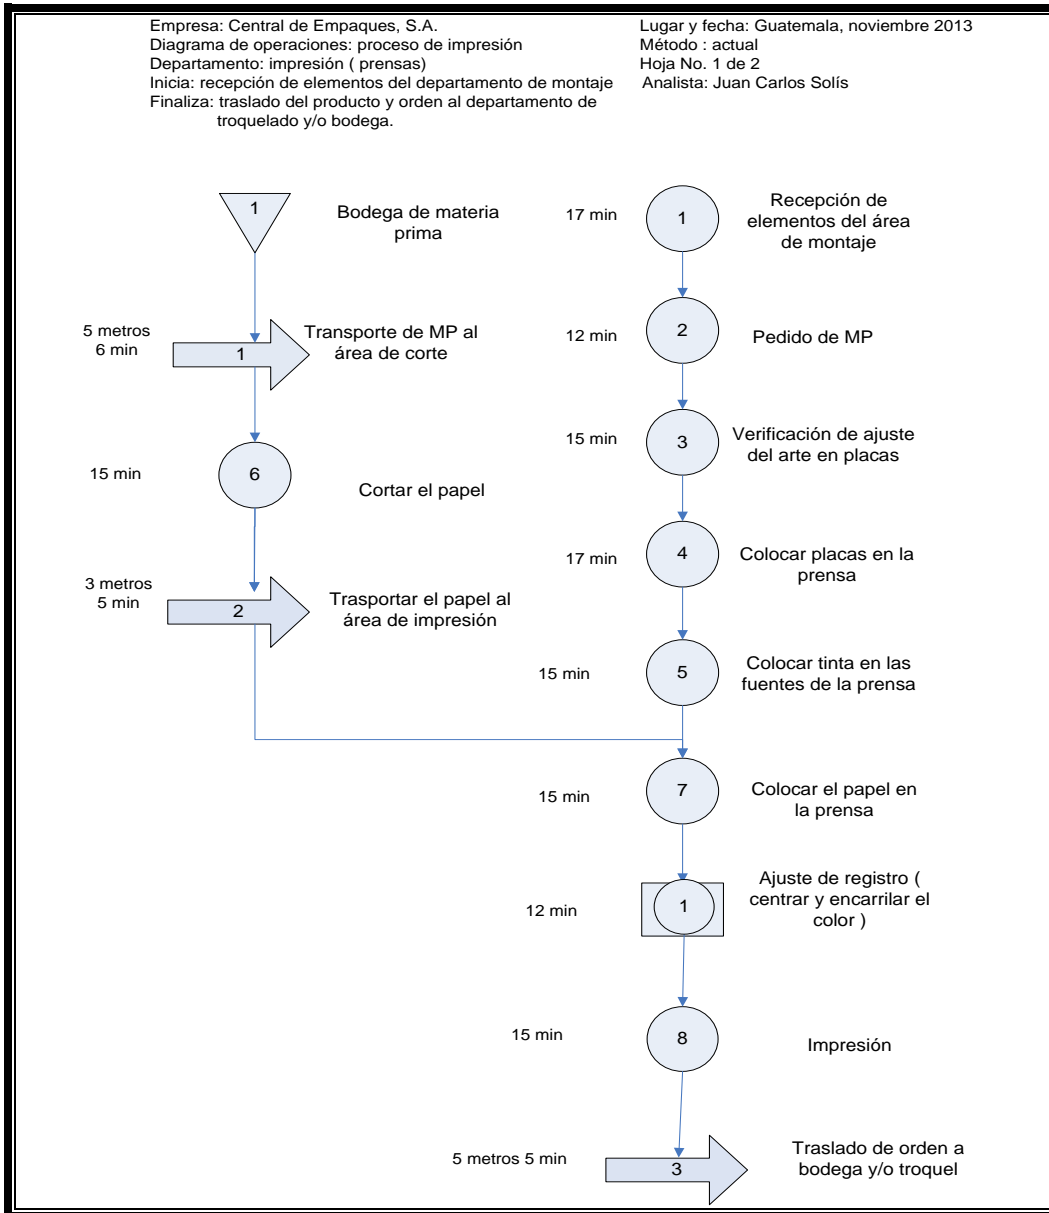 Empresa: Central de Empaques, S.A.
Diagrama de operaciones: proceso de impresión
Departamento: impresión ( prensas)
Inicia: recepción de elementos del departamento de montaje
Finaliza: traslado del producto y orden al departamento de
troquelado y/o bodega.
Lugar y fecha: Guatemala, noviembre 2013
Método : actual
Hoja No. 1 de 2
Analista: Juan Carlos Solís
1
Bodega de materia
prima
5 metros
6 min
1
Transporte de MP al
área de corte
15 min
6
Cortar el papel
3 metros
5 min
2
Trasportar el papel al
área de impresión
17 min
1
Recepción de
elementos del área
de montaje
12 min
2
Pedido de MP
15 min
3
Verificación de ajuste
del arte en placas
17 min
4
Colocar placas en la
prensa
15 min
5
Colocar tinta en las
fuentes de la prensa
15 min
7
Colocar el papel en
la prensa
12 min
1
Ajuste de registro (
centrar y encarrilar el
color )
15 min
8
Impresión
5 metros 5 min
3
Traslado de orden a
bodega y/o troquel